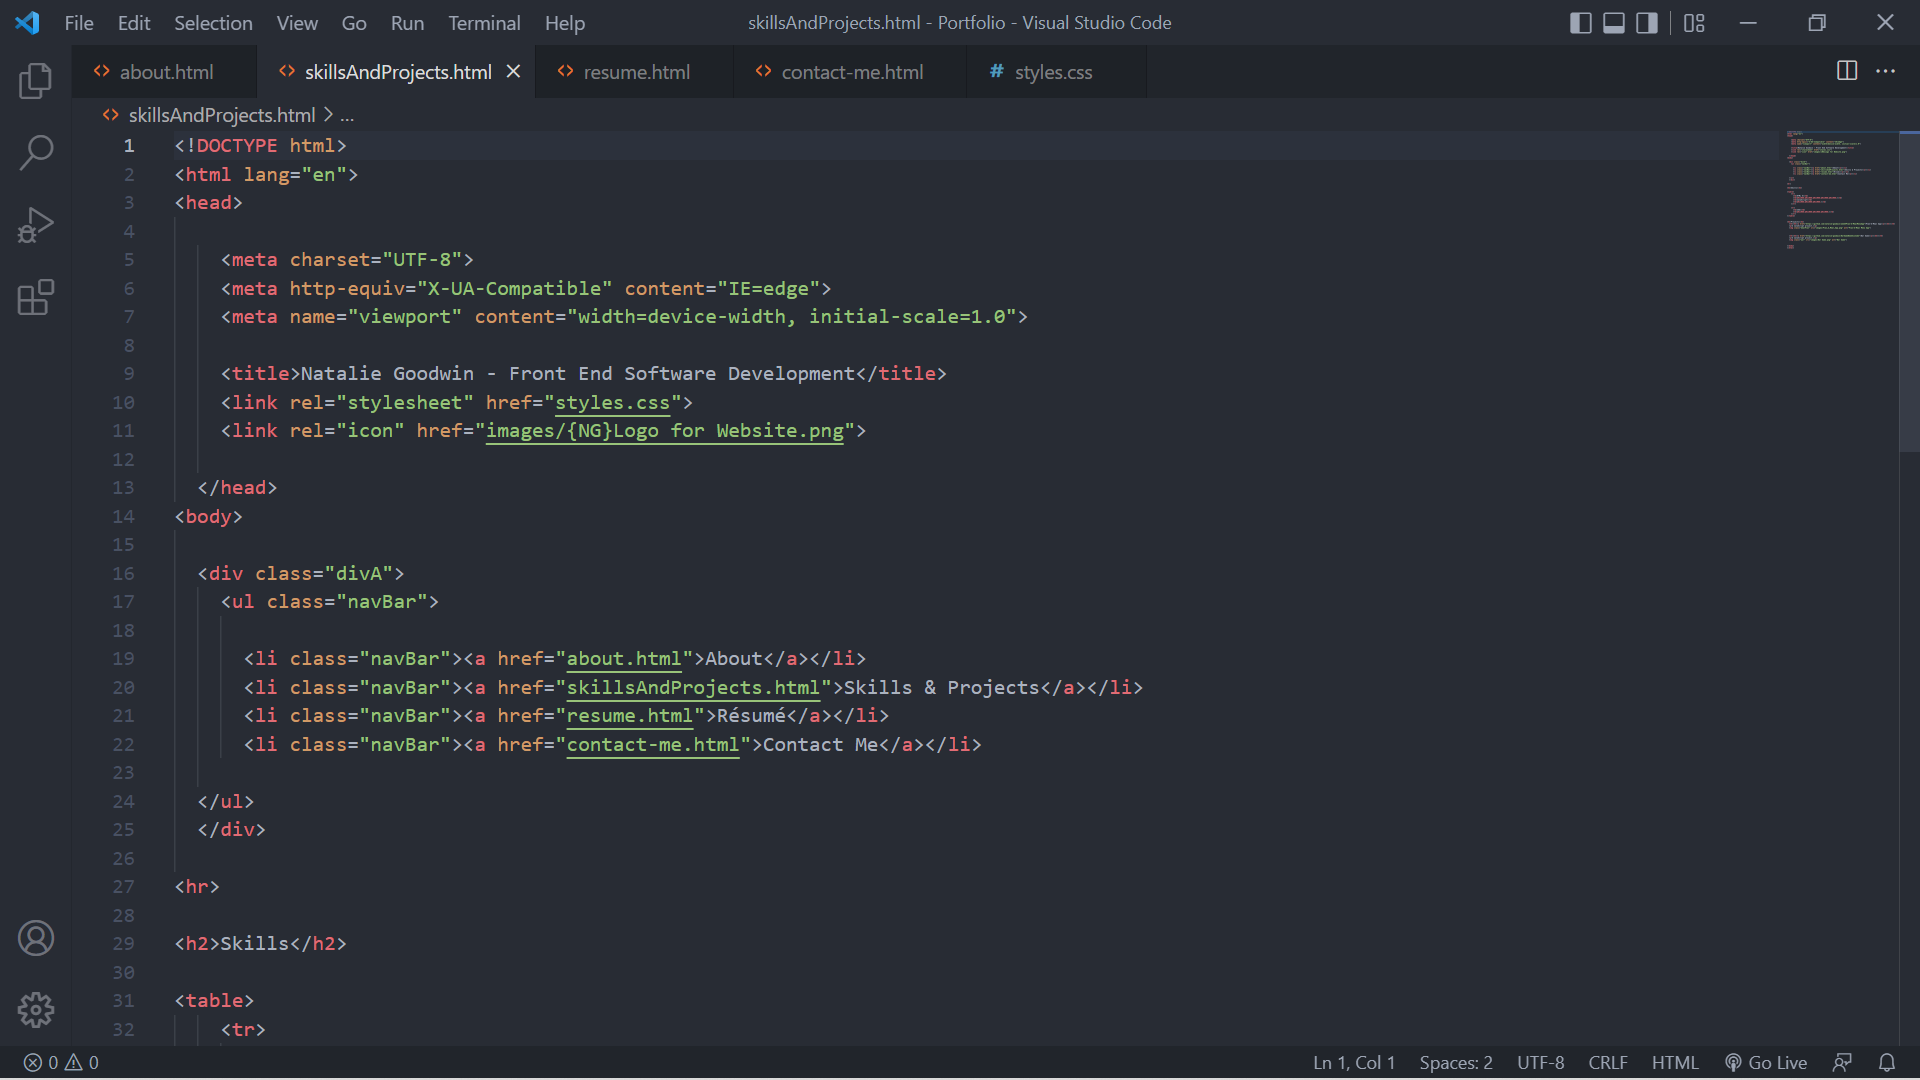 File Edit Selection View Go Run Terminal Help skillsAndProjects.html - Portfolio - Visual Studio Code
about.html skillsAndProjects.html resume.html contact-me.html # styles.css ...
skillsAndProjects.html > ...
1 <!DOCTYPE html>
2 <html lang="en">
3 <head>
4
5 <meta charset="UTF-8">
6 <meta http-equiv="X-UA-Compatible" content="IE=edge">
7 <meta name="viewport" content="width=device-width, initial-scale=1.0">
8
9 <title>Natalie Goodwin - Front End Software Development</title>
10 <link rel="stylesheet" href="styles.css">
11 <link rel="icon" href="images/{NG}Logo for Website.png">
12
13 </head>
14 <body>
15
16 <div class="divA">
17 <ul class="navBar">
18
19 <li class="navBar"><a href="about.html">About</a></li>
20 <li class="navBar"><a href="skillsAndProjects.html">Skills & Projects</a></li>
21 <li class="navBar"><a href="resume.html">Résumé</a></li>
22 <li class="navBar"><a href="contact-me.html">Contact Me</a></li>
23
24 </ul>
25 </div>
26
27 <hr>
28
29 <h2>Skills</h2>
30
31 <table>
32 <tr>
0 0 Ln 1, Col 1 Spaces: 2 UTF-8 CRLF HTML Go Live